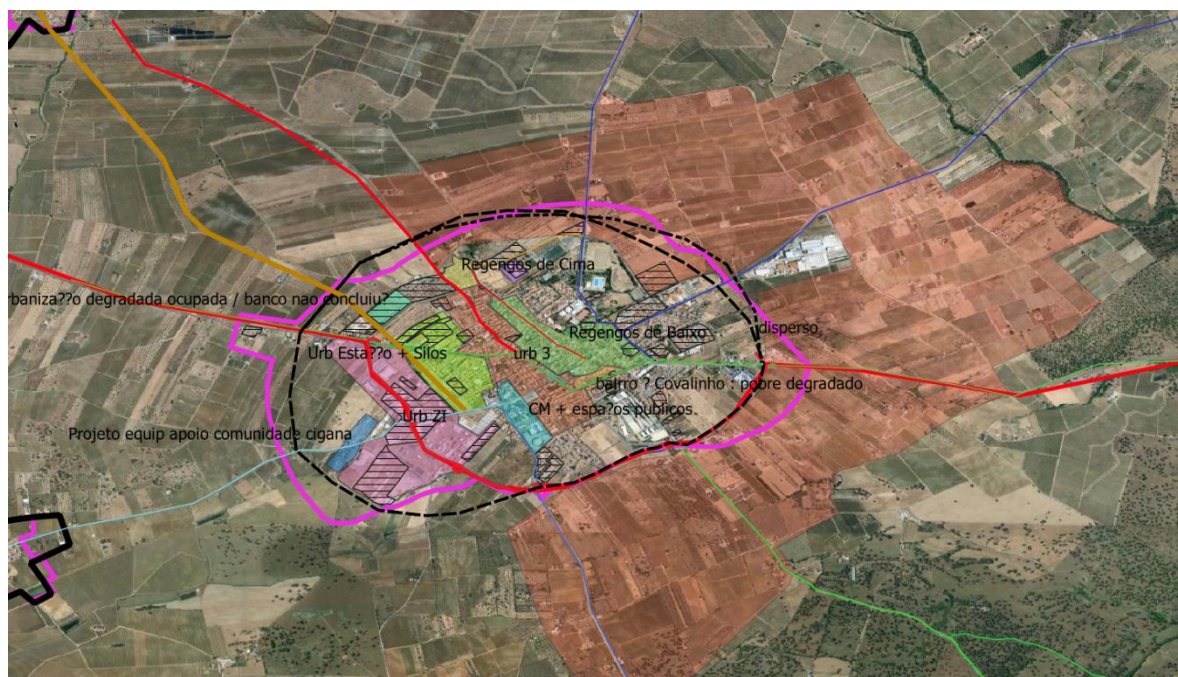 Regengos de Cima
rbaniza??o degradada ocupada / banco nao concluiu?
Regengos de Baixo
disperso
Urb Esta??o + Silos
urb 3
bairro ? Covalinho : pobre degradado
CM + espa?os publicos
Urb ZI
Projeto equip apoio comunidade cigana